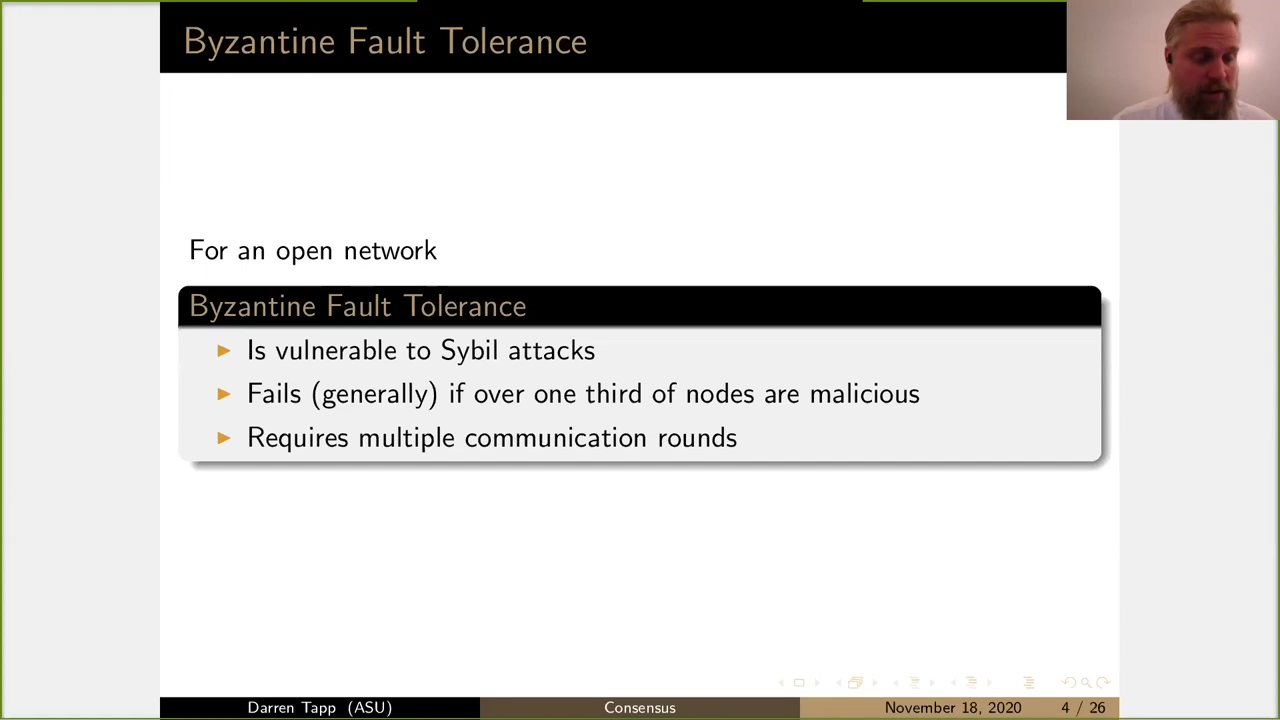 Byzantine Fault Tolerance
For an open network
Byzantine Fault Tolerance
Is vulnerable to Sybil attacks
Fails (generally) if over one third of nodes are malicious
Requires multiple communication rounds
Darren Tapp (ASU) Consensus November 18, 2020 4 / 26